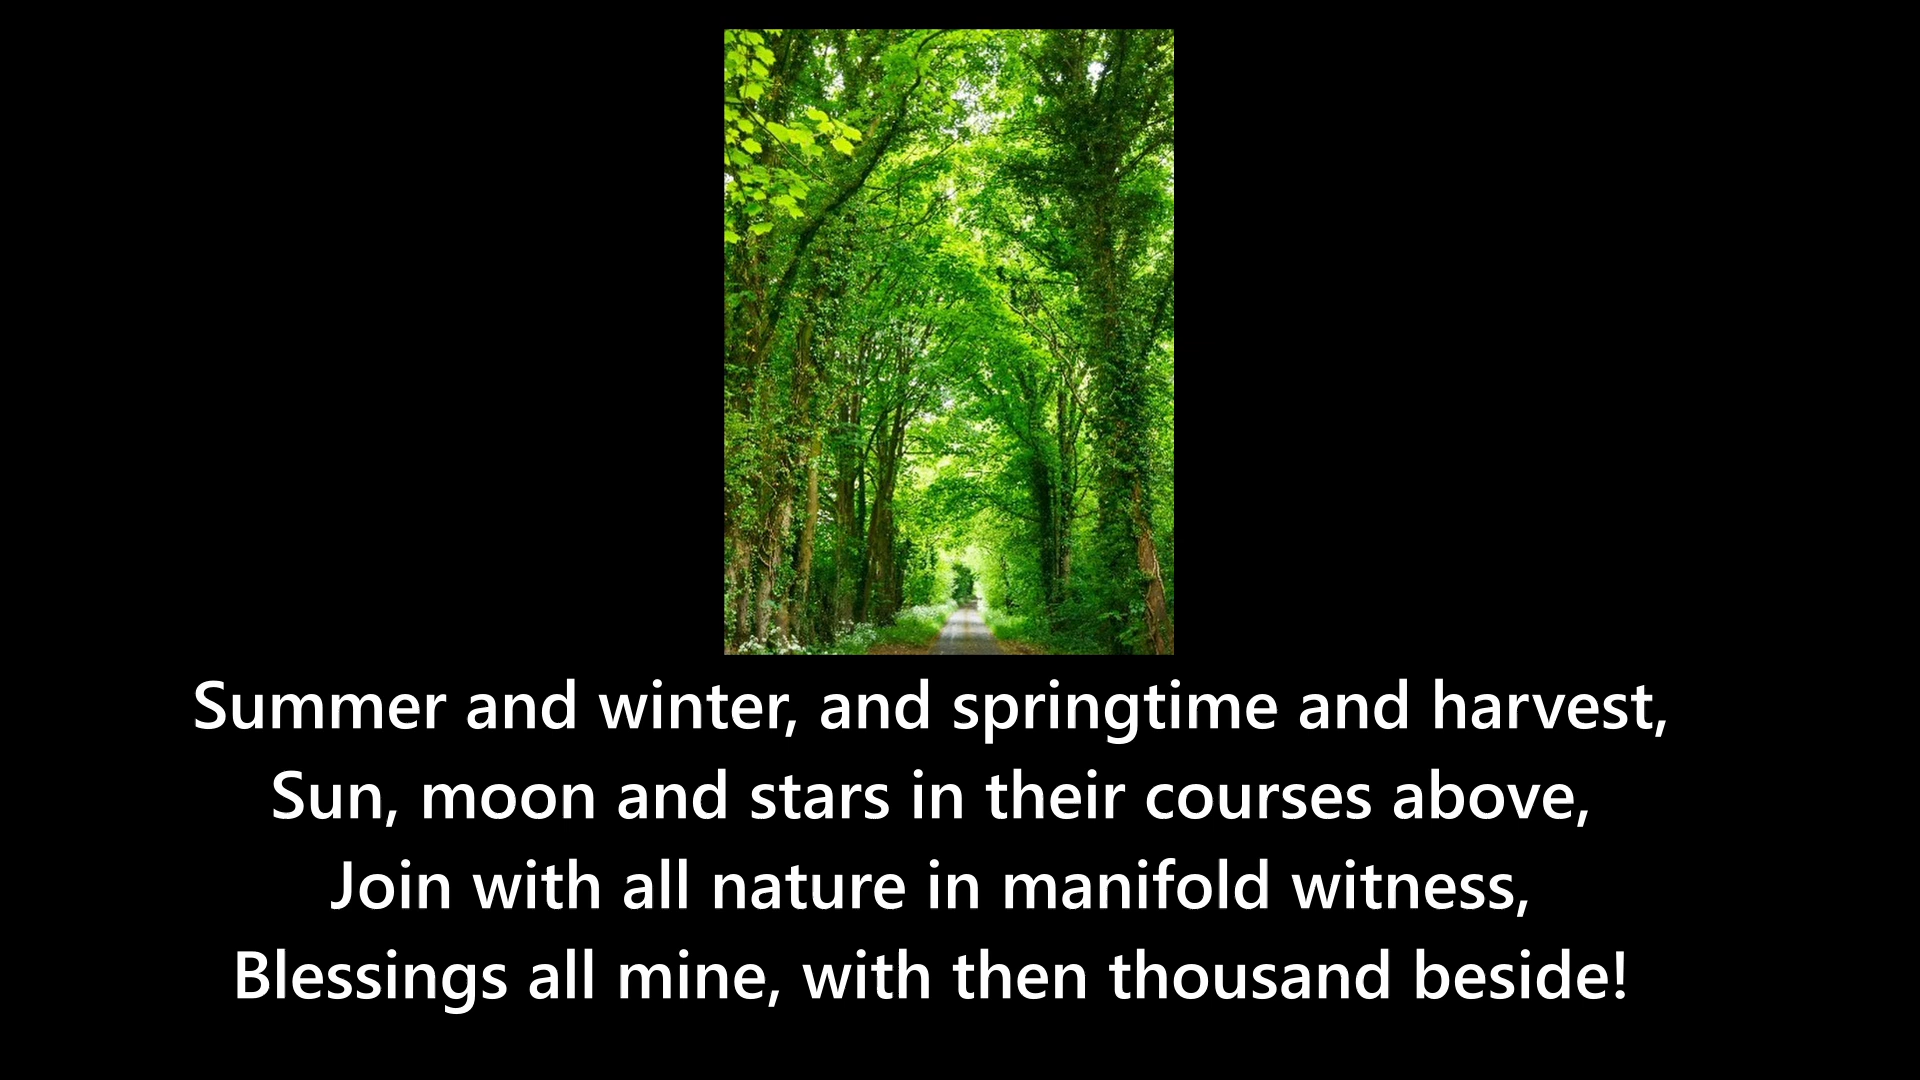 Summer and winter, and springtime and harvest,
Sun, moon and stars in their courses above,
Join with all nature in manifold witness,
Blessings all mine, with then thousand beside!